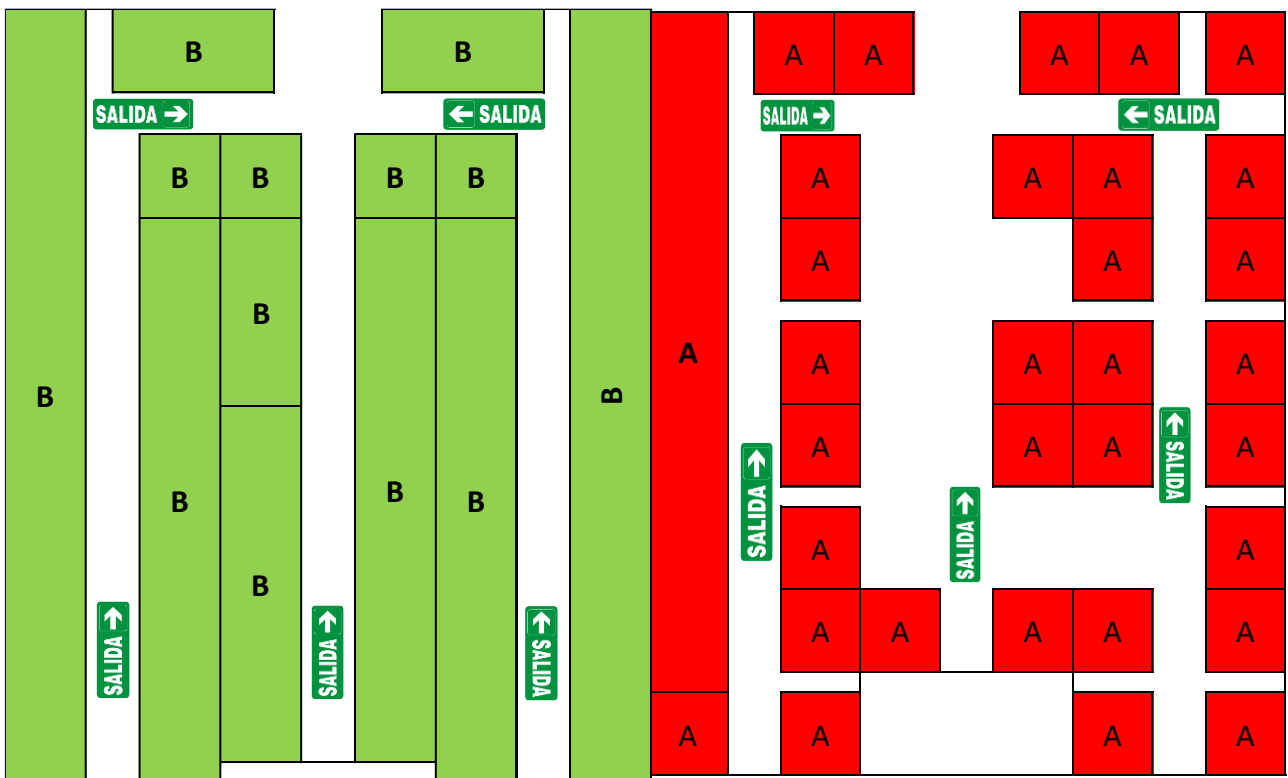 B B A A A A A
SALIDA → ← SALIDA SALIDA → ← SALIDA
B B B B A A A A
A A A
B
A A A A A
B B
A A A A
B B B
SALIDA → SALIDA → SALIDA →
A A
B
A A A A A
SALIDA → SALIDA → SALIDA →
A A A A